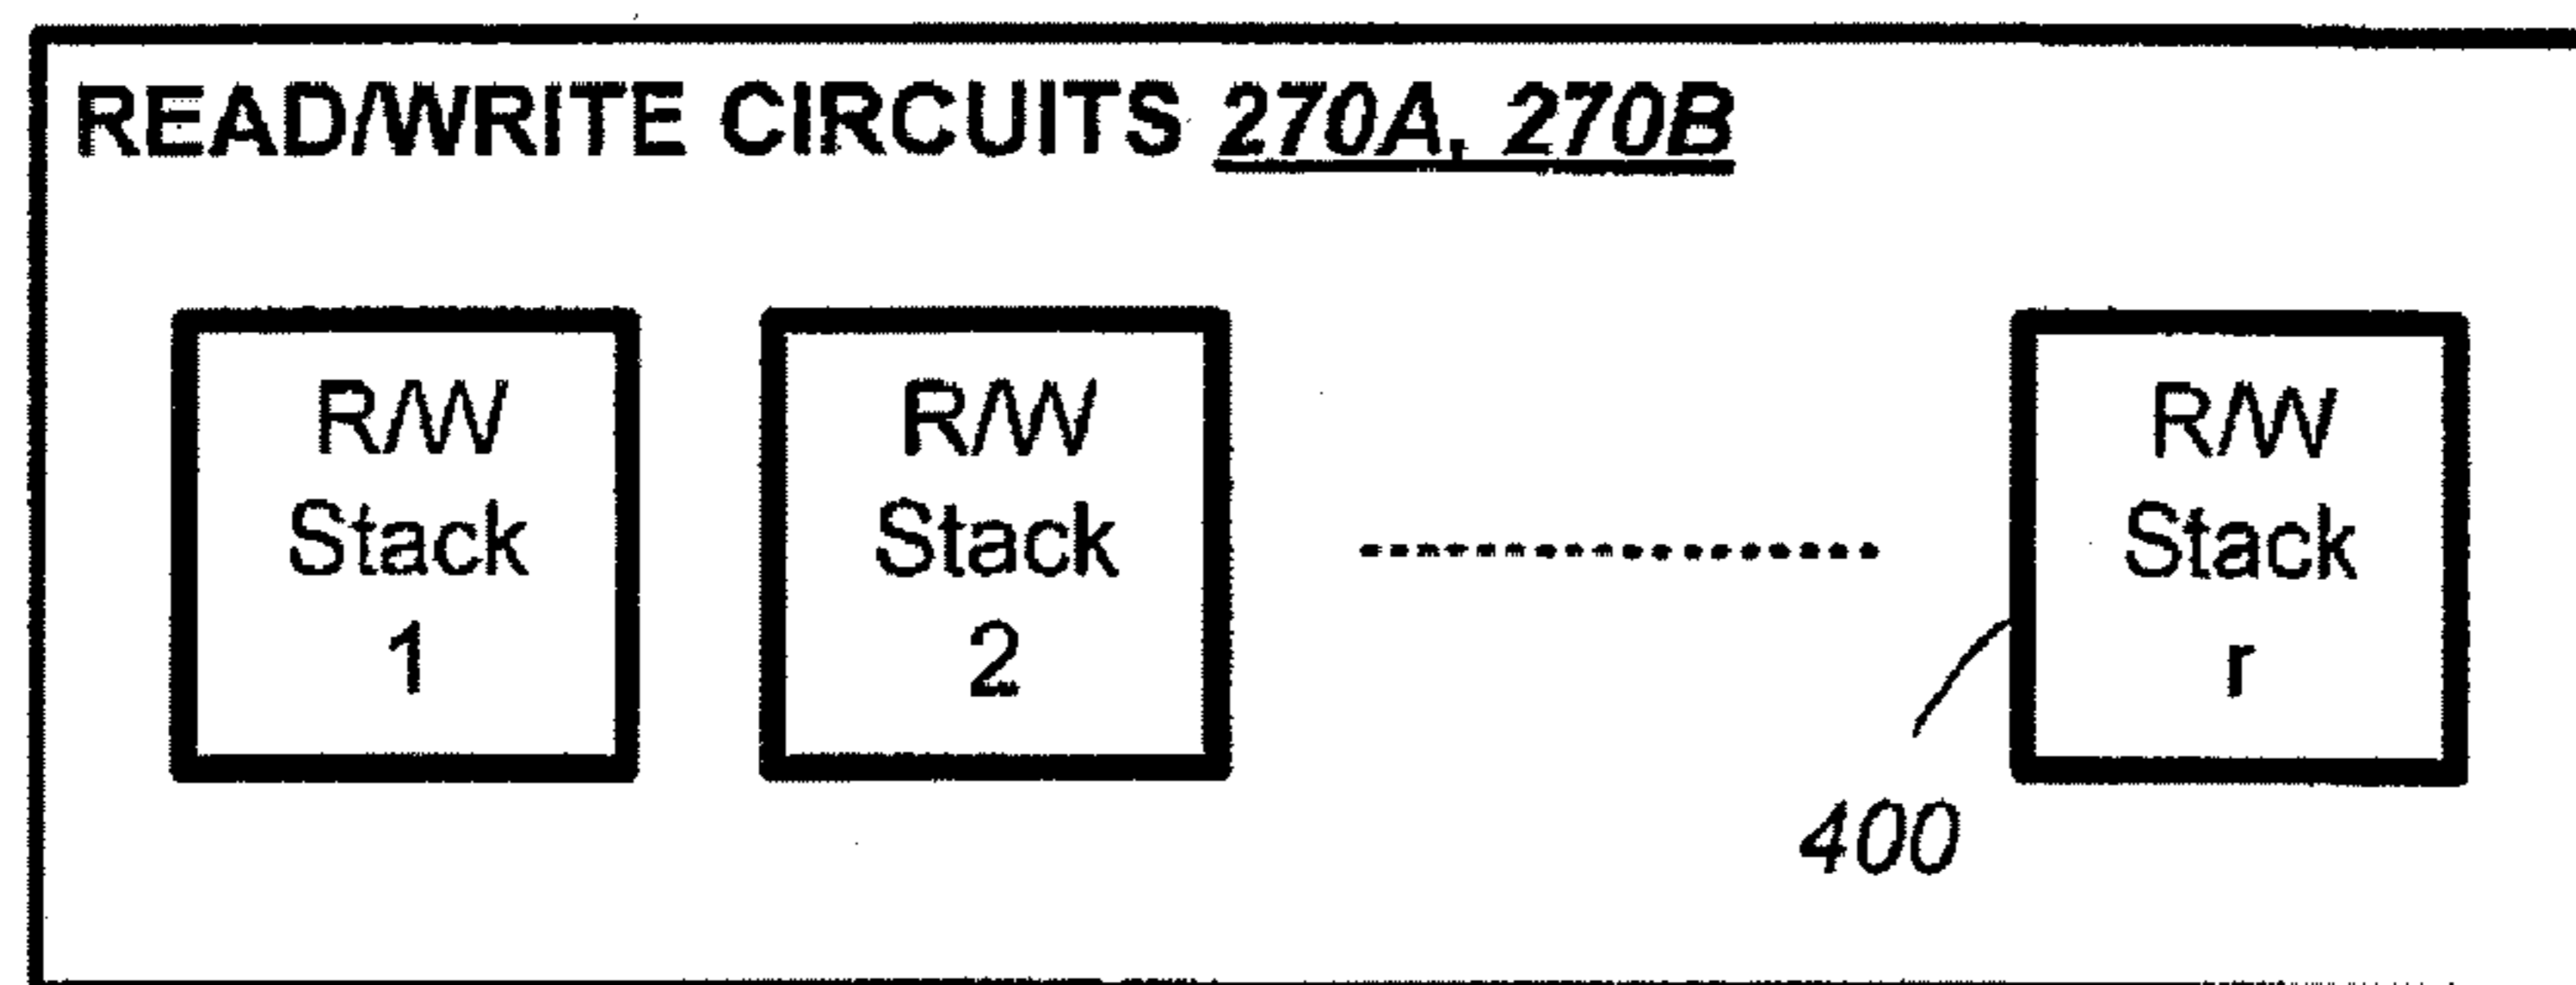 READ/WRITE CIRCUITS 270A, 270B
R/W
Stack
1
R/W
Stack
2
R/W
Stack
r
400